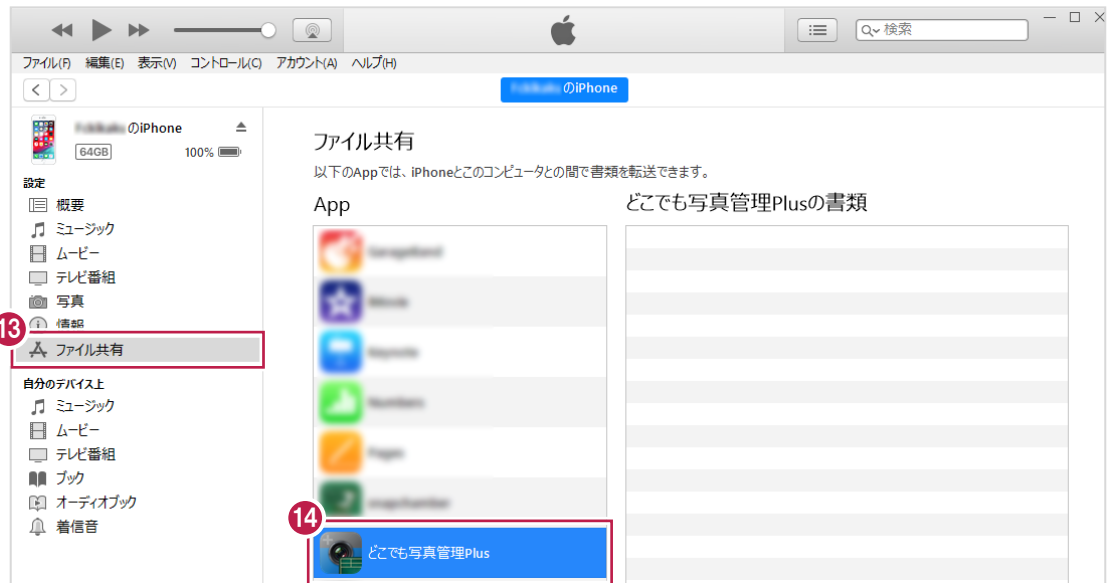 検索
ファイル(F) 編集(E) 表示(V) コントロール(C) アカウント(A) ヘルプ(H)
のiPhone
のiPhone
64GB 100%
設定
概要
ミュージック
ムービー
テレビ番組
写真
情報
13
ファイル共有
自分のデバイス上
ミュージック
ムービー
テレビ番組
ブック
オーディオブック
着信音
ファイル共有
以下のAppでは、iPhoneとこのコンピュータとの間で書類を転送できます。
App
14
どこでも写真管理Plus
どこでも写真管理Plusの書類